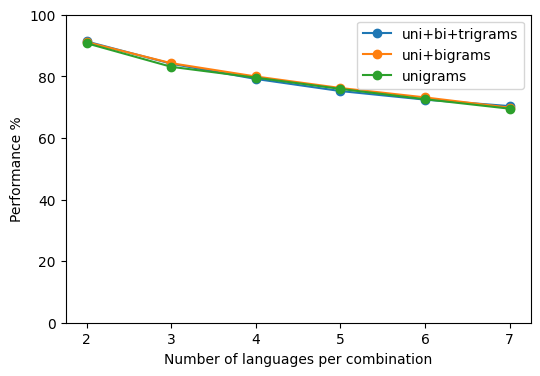 uni+bi+trigrams
uni+bigrams
unigrams
Performance %
100
80
60
40
20
0
2 3 4 5 6 7
Number of languages per combination